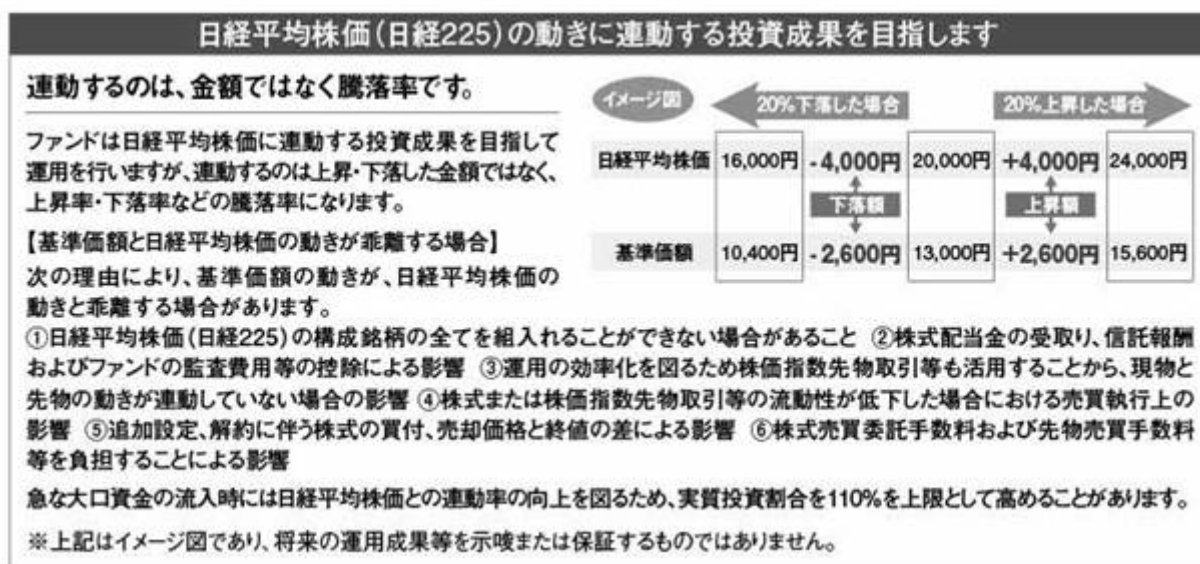 日経平均株価(日経225)の動きに連動する投資成果を目指します
連動するのは、金額ではなく騰落率です。
ファンドは日経平均株価に連動する投資成果を目指して
運用を行いますが、連動するのは上昇・下落した金額ではなく、
上昇率・下落率などの騰落率になります。
【基準価額と日経平均株価の動きが乖離する場合】
次の理由により、基準価額の動きが、日経平均株価の
動きと乖離する場合があります。
イメージ図 20%下落した場合 20%上昇した場合
日経平均株価 16,000円 -4,000円 20,000円 +4,000円 24,000円
下落額 上昇額
基準価額 10,400円 -2,600円 13,000円 +2,600円 15,600円
①日経平均株価(日経225)の構成銘柄の全てを組入れることができない場合があること ②株式配当金の受取り、信託報酬
およびファンドの監査費用等の控除による影響 ③運用の効率化を図るため株価指数先物取引等も活用することから、現物と
先物の動きが連動していない場合の影響 ④株式または株価指数先物取引等の流動性が低下した場合における売買執行上の
影響 ⑤追加設定、解約に伴う株式の買付、売却価格と終値の差による影響 ⑥株式売買委託手数料および先物売買手数料
等を負担することによる影響
急な大口資金の流入時には日経平均株価との連動率の向上を図るため、実質投資割合を110%を上限として高めることがあります。
※上記はイメージ図であり、将来の運用成果等を示唆または保証するものではありません。